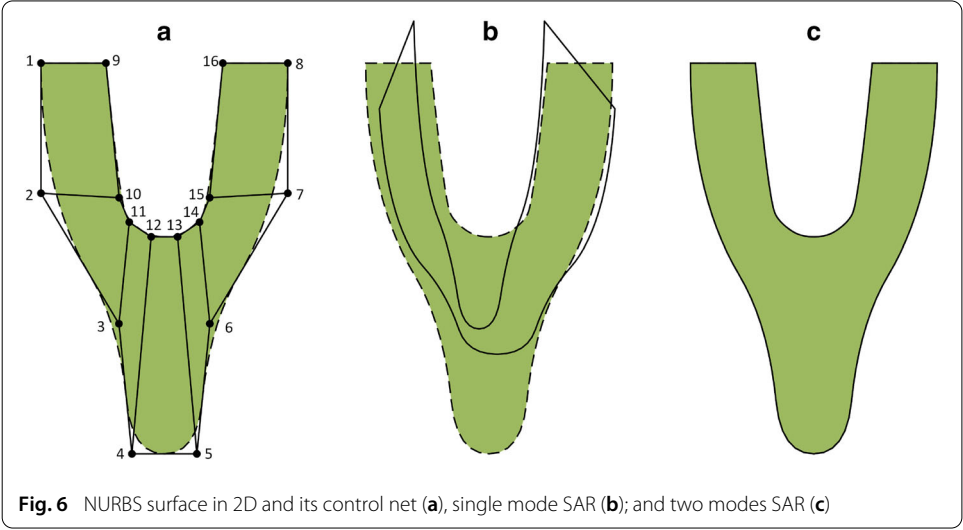 a b c
1 9 16 8
2 10 15 7
11 14
12 13
3 6
4 5
Fig. 6 NURBS surface in 2D and its control net (a), single mode SAR (b); and two modes SAR (c)